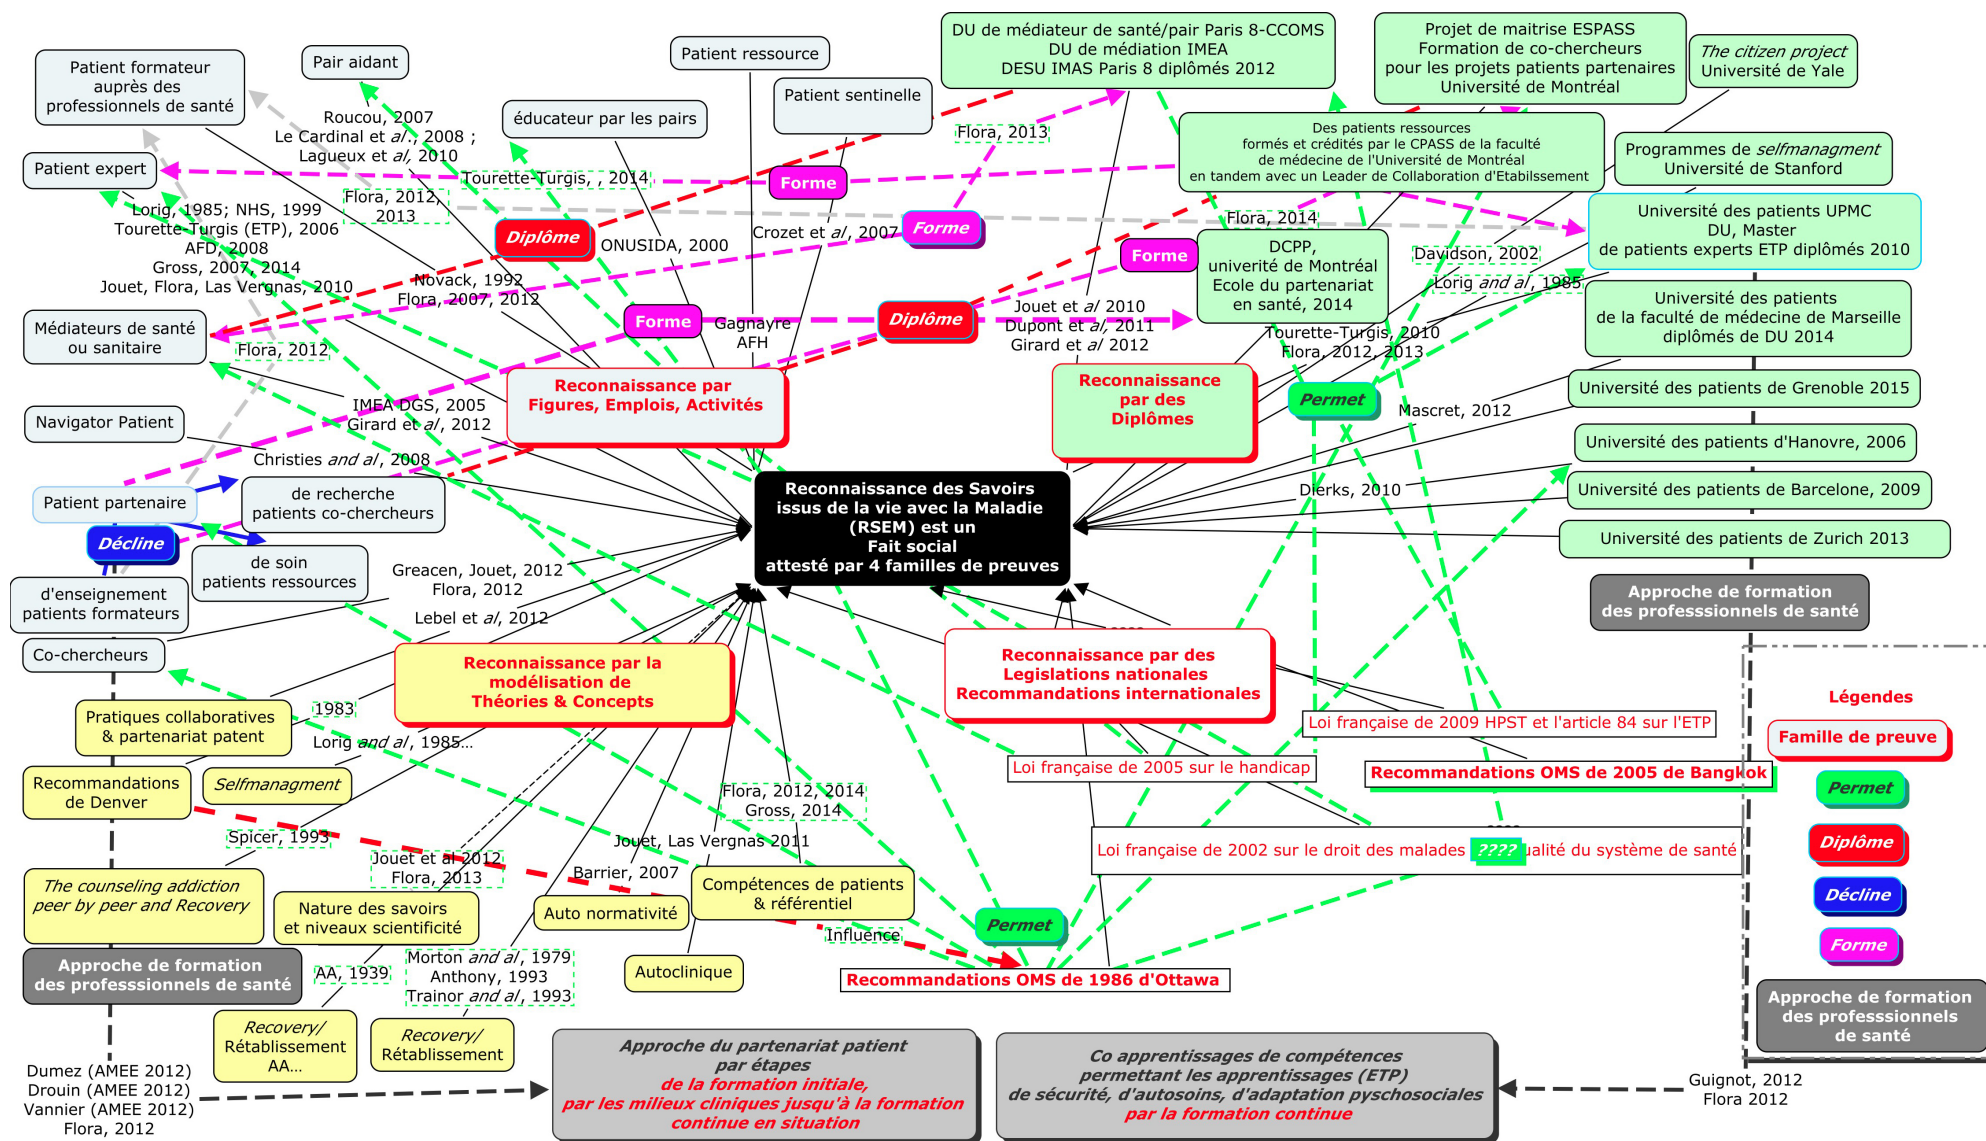 Patient formateur
auprès des
professionnels de santé
Pair aidant
Patient ressource
Patient sentinelle
éducateur par les pairs
Roucou, 2007
Le Cardinal et al., 2008 ;
Lagueux et al, 2010
Patient expert
Tourette-Turgis, , 2014
Forme
Flora, 2012,
2013
Flora, 2013
Lorig, 1985; NHS, 1999
Tourette-Turgis (ETP), 2006
AFD, 2008
Gross, 2007, 2014
Jouet, Flora, Las Vergnas, 2010
Diplôme
ONUSIDA, 2000
Crozet et al, 2007
Forme
Novack, 1992
Flora, 2007, 2012
Médiateurs de santé
ou sanitaire
Flora, 2012
Forme
Gagnayre
AFH
Diplôme
Forme
DU de médiateur de santé/pair Paris 8-CCOMS
DU de médiation IMEA
DESU IMAS Paris 8 diplômés 2012
Projet de maitrise ESPASS
Formation de co-chercheurs
pour les projets patients partenaires
Université de Montréal
The citizen project
Université de Yale
Des patients ressources
formés et crédités par le CPASS de la faculté
de médecine de l'Université de Montréal
en tandem avec un Leader de Collaboration d'Etabilssement
Programmes de selfmanagment
Université de Stanford
Flora, 2014
Université des patients UPMC
DU, Master
de patients experts ETP diplômés 2010
DCPP,
univerité de Montréal
Ecole du partenariat
en santé, 2014
Davidson, 2002
Lorig and al, 1985
Jouet et al 2010
Dupont et al, 2011
Girard et al 2012
Tourette-Turgis, 2010
Flora, 2012, 2013
Université des patients
de la faculté de médecine de Marseille
diplômés de DU 2014
Reconnaissance par
Figures, Emplois, Activités
Reconnaissance
par des
Diplômes
Permet
Mascret, 2012
Université des patients de Grenoble 2015
Université des patients d'Hanovre, 2006
Dierks, 2010
Université des patients de Barcelone, 2009
Université des patients de Zurich 2013
Approche de formation
des professsionnels de santé
IMEA DGS, 2005
Girard et al, 2012
Navigator Patient
Christies and al, 2008
Patient partenaire
de recherche
patients co-chercheurs
Décline
de soin
patients ressources
d'enseignement
patients formateurs
Co-chercheurs
Reconnaissance des Savoirs
issus de la vie avec la Maladie
(RSEM) est un
Fait social
attesté par 4 familles de preuves
Greacen, Jouet, 2012
Flora, 2012
Lebel et al, 2012
Reconnaissance par la
modélisation de
Théories & Concepts
Reconnaissance par des
Legislations nationales
Recommandations internationales
Pratiques collaboratives
& partenariat patent
1983
Lorig and al, 1985...
Recommandations
de Denver
Selfmanagment
Spicer, 1993
Loi française de 2009 HPST et l'article 84 sur l'ETP
Loi française de 2005 sur le handicap
Recommandations OMS de 2005 de Bangkok
Flora, 2012, 2014
Gross, 2014
Jouet, Las Vergnas 2011
Loi française de 2002 sur le droit des malades ???? ualité du système de santé
Jouet et al 2012
Flora, 2013
Barrier, 2007
The counseling addiction
peer by peer and Recovery
Nature des savoirs
et niveaux scientificité
Auto normativité
Compétences de patients
& référentiel
Permet
Influence
Approche de formation
des professsionnels de santé
AA, 1939
Morton and al, 1979
Anthony, 1993
Trainor and al, 1993
Autoclinique
Recommandations OMS de 1986 d'Ottawa
Recovery/
Rétablissement
AA...
Recovery/
Rétablissement
Dumez (AMEE 2012)
Drouin (AMEE 2012)
Vannier (AMEE 2012)
Flora, 2012
Approche du partenariat patient
par étapes
de la formation initiale,
par les milieux cliniques jusqu'à la formation
continue en situation
Co apprentissages de compétences
permettant les apprentissages (ETP)
de sécurité, d'autosoins, d'adaptation pyschosociales
par la formation continue
Guignot, 2012
Flora 2012
Légendes
Famille de preuve
Permet
Diplôme
Décline
Forme
Approche de formation
des professsionnels
de santé